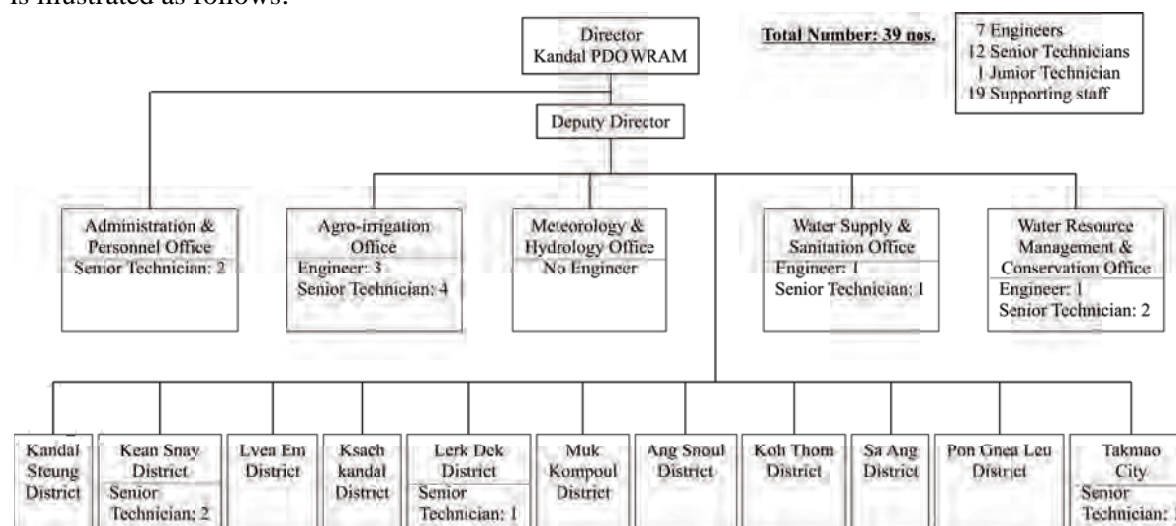 is illustrated as follows:
Director
Kandal PDOWRAM
Total Number: 39 nos.
7 Engineers
12 Senior Technicians
1 Junior Technician
19 Supporting staff
Deputy Director
Administration &
Personnel Office
Senior Technician: 2
Agro-irrigation
Office
Engineer: 3
Senior Technician: 4
Meteorology &
Hydrology Office
No Engineer
Water Supply &
Sanitation Office
Engineer: 1
Senior Technician: 1
Water Resource
Management &
Conservation Office
Engineer: 1
Senior Technician: 2
Kandal
Steung
District
Kean Snay
District
Senior
Technician: 2
Lvea Em
District
Ksach
kandal
District
Lerk Dek
District
Senior
Technician: 1
Muk
Kompoul
District
Ang Snoul
District
Koh Thom
District
Sa Ang
District
Pon Gnea Leu
District
Takmao
City
Senior
Technician: